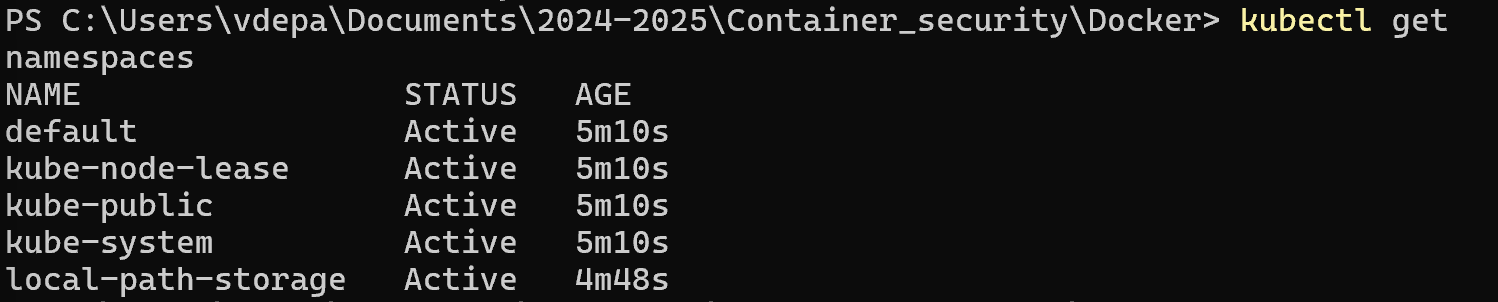 PS C:\Users\vdepa\Documents\2024-2025\Container_security\Docker> kubectl get
namespaces
NAME                 STATUS   AGE
default              Active   5m10s
kube-node-lease      Active   5m10s
kube-public          Active   5m10s
kube-system          Active   5m10s
local-path-storage   Active   4m48s